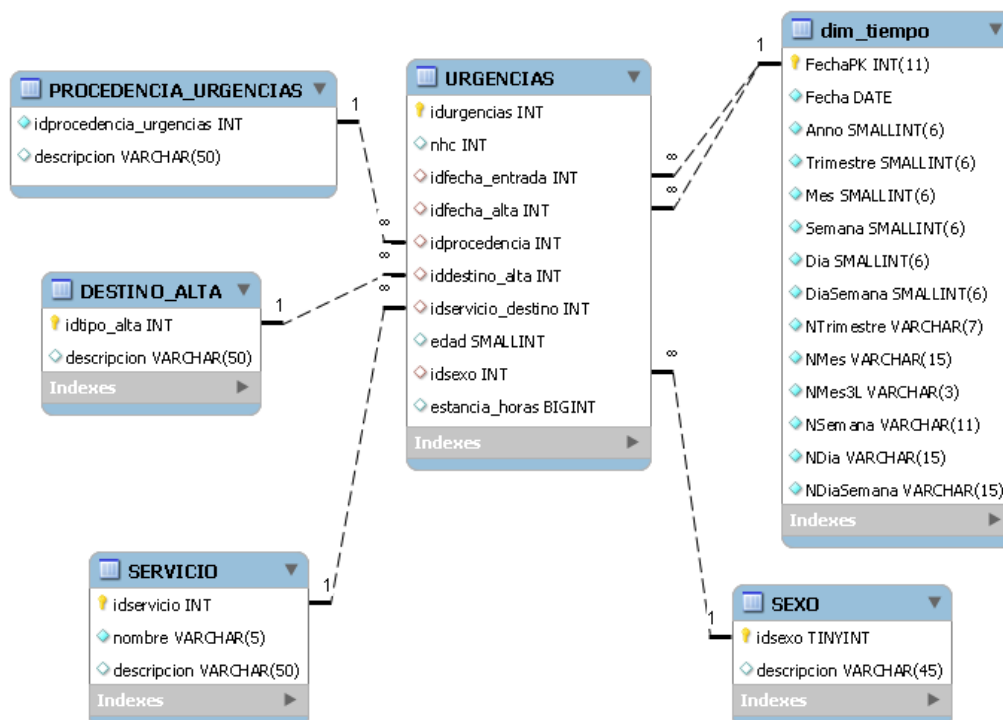 PROCEDENCIA_URGENCIAS
idprocedencia_urgencias INT
descripcion VARCHAR(50)
1
∞
DESTINO_ALTA
idtipo_alta INT
descripcion VARCHAR(50)
Indexes
1
∞
SERVICIO
idservicio INT
nombre VARCHAR(5)
descripcion VARCHAR(50)
Indexes
1
∞
URGENCIAS
idurgencias INT
nhc INT
idfecha_entrada INT
idfecha_alta INT
idprocedencia INT
iddestino_alta INT
idservicio_destino INT
edad SMALLINT
idsexo INT
estancia_horas BIGINT
Indexes
∞
∞
1
∞
1
dim_tiempo
FechaPK INT(11)
Fecha DATE
Anno SMALLINT(6)
Trimestre SMALLINT(6)
Mes SMALLINT(6)
Semana SMALLINT(6)
Dia SMALLINT(6)
DiaSemana SMALLINT(6)
NTrimestre VARCHAR(7)
NMes VARCHAR(15)
NMes3L VARCHAR(3)
NSemana VARCHAR(11)
NDia VARCHAR(15)
NDiaSemana VARCHAR(15)
Indexes
SEXO
idsexo TINYINT
descripcion VARCHAR(45)
Indexes